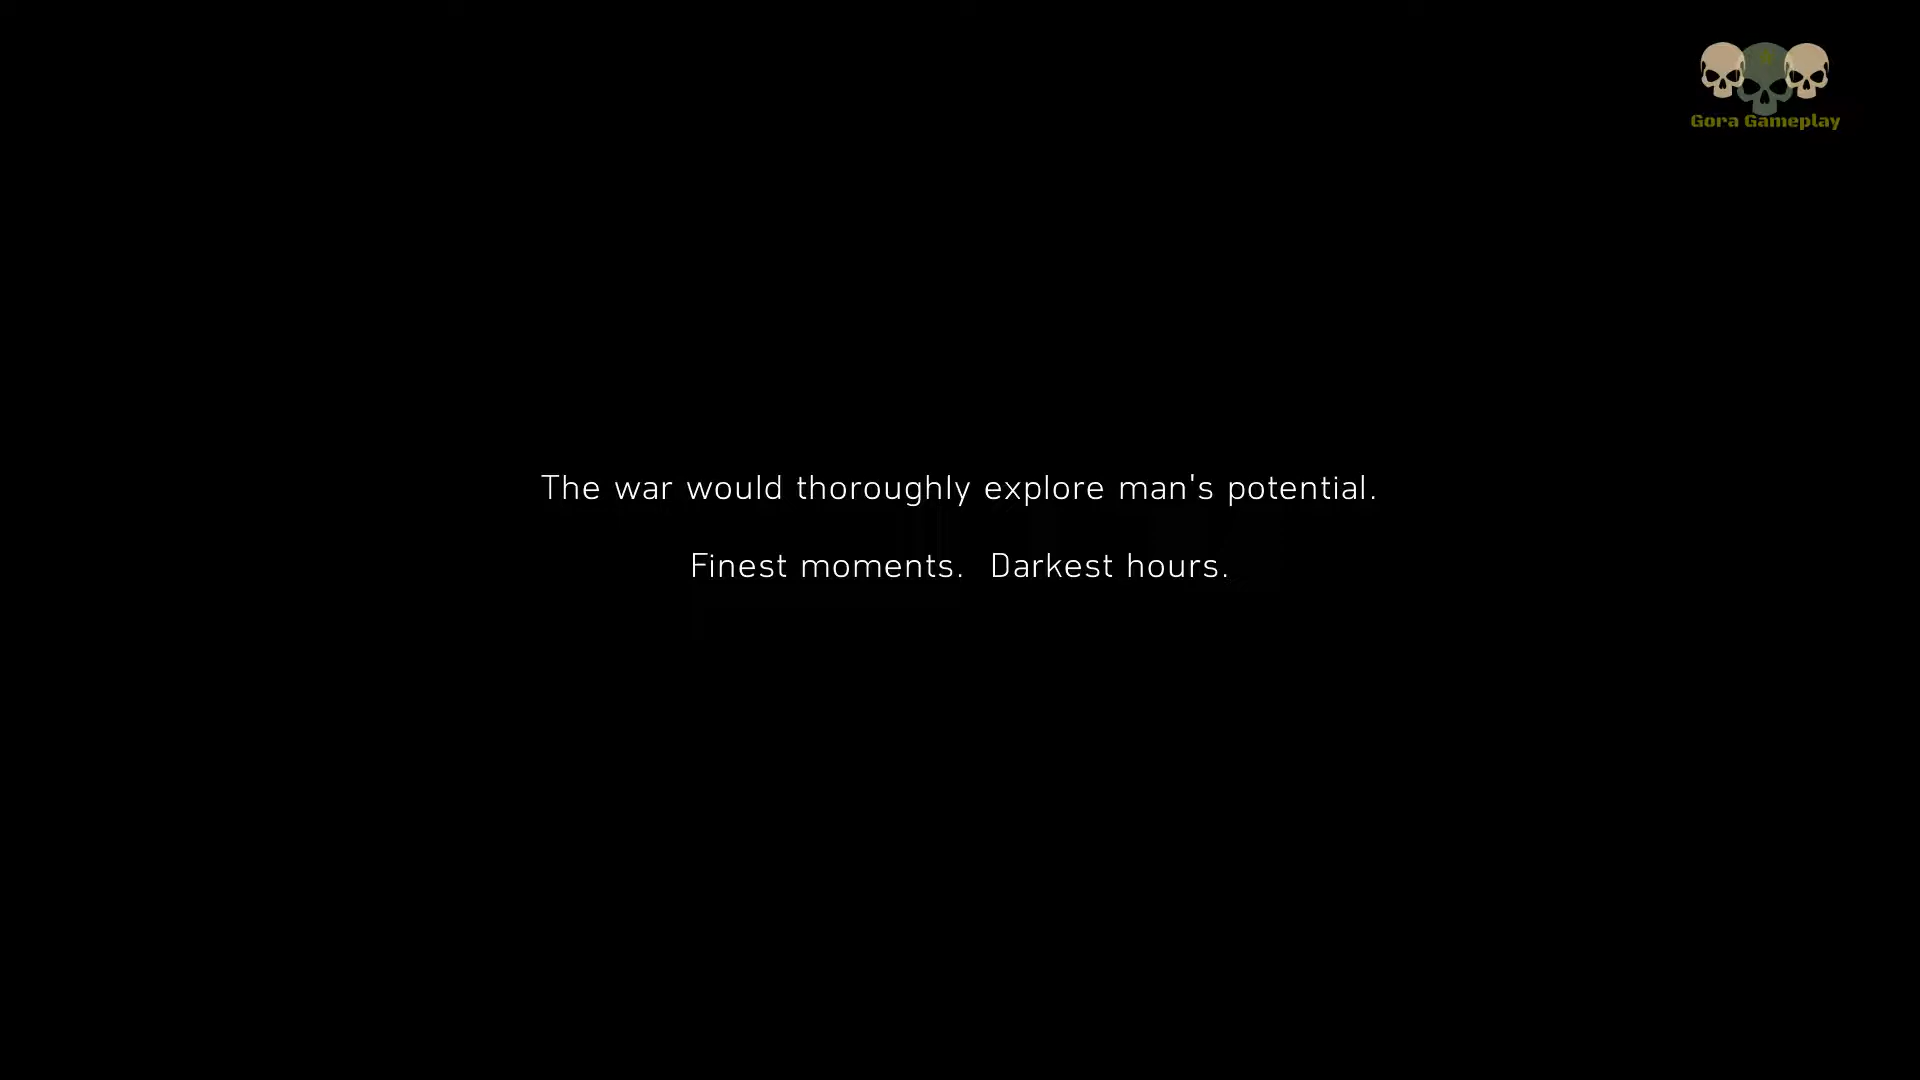 Gora Gameplay
The war would thoroughly explore man's potential.
Finest moments.  Darkest hours.